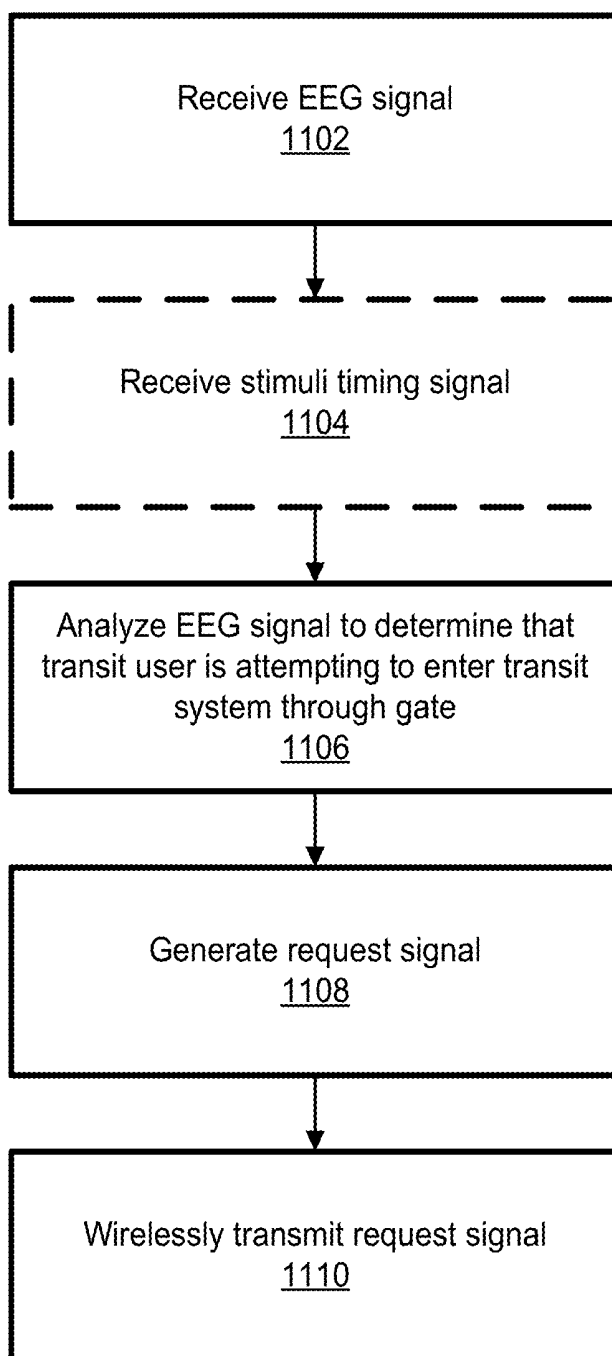 Receive EEG signal
1102
Receive stimuli timing signal
1104
Analyze EEG signal to determine that
transit user is attempting to enter transit
system through gate
1106
Generate request signal
1108
Wirelessly transmit request signal
1110